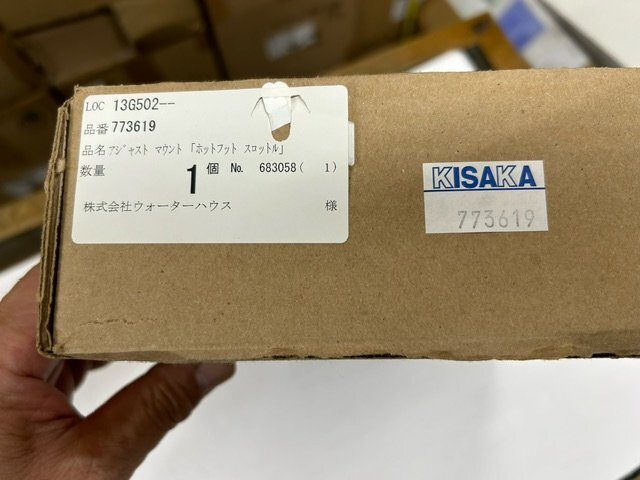 LOC 13G502--
品番 773619
品名 ｱｼﾞｬｽﾄ ﾏｳﾝﾄ「ﾎｯﾄﾌｯﾄ ｽﾛｯﾄﾙ」
数量 1 個 No. 683058( 1)
株式会社ウォーターハウス 様
KISAKA
773619